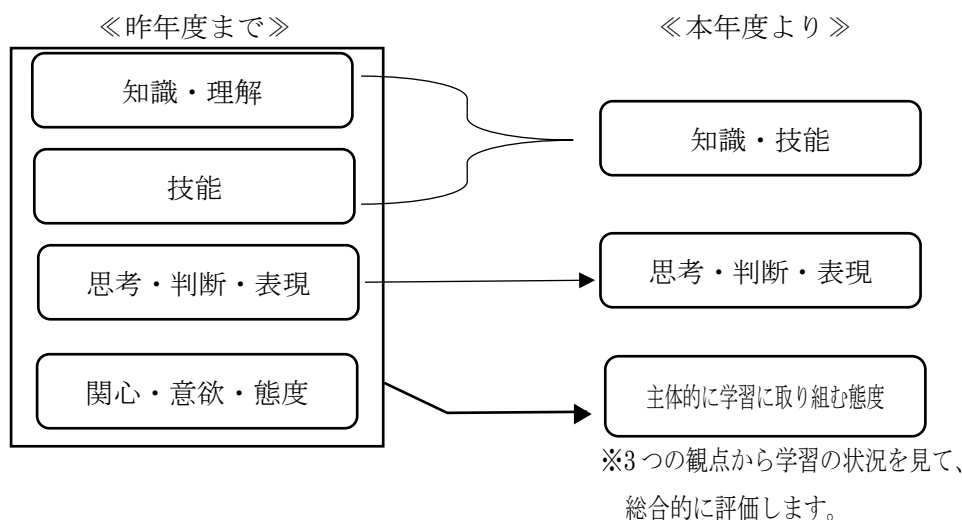 ≪昨年度まで≫
知識・理解
技能
思考・判断・表現
関心・意欲・態度
≪本年度より≫
知識・技能
思考・判断・表現
主体的に学習に取り組む態度
※3つの観点から学習の状況を見て、
総合的に評価します。